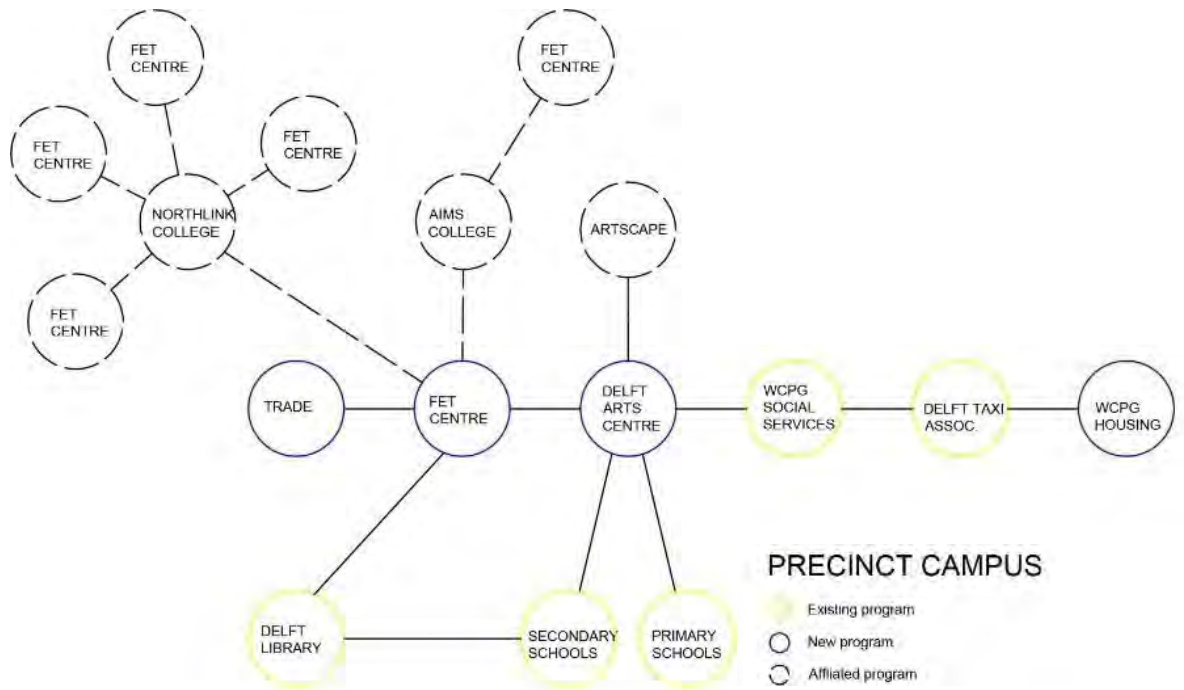 FET
CENTRE
FET
CENTRE
FET
CENTRE
FET
CENTRE
NORTHLINK
COLLEGE
AIMS
COLLEGE
ARTSCAPE
FET
CENTRE
TRADE
FET
CENTRE
DELFT
ARTS
CENTRE
WCPG
SOCIAL
SERVICES
DELFT TAXI
ASSOC.
WCPG
HOUSING
DELFT
LIBRARY
SECONDARY
SCHOOLS
PRIMARY
SCHOOLS
PRECINCT CAMPUS
Existing program
New program
Affliated program